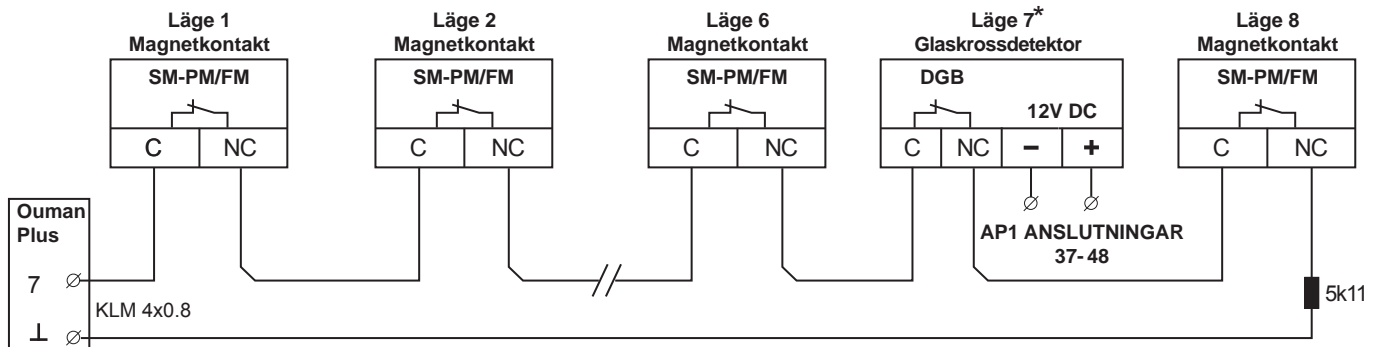 Läge 1
Magnetkontakt
SM-PM/FM
C NC
Läge 2
Magnetkontakt
SM-PM/FM
C NC
Läge 6
Magnetkontakt
SM-PM/FM
C NC
Läge 7*
Glaskrossdetektor
DGB
12V DC
C NC − +
AP1 ANSLUTNINGAR
37-48
Läge 8
Magnetkontakt
SM-PM/FM
C NC
Ouman
Plus
7
KLM 4x0.8
⊥
5k11